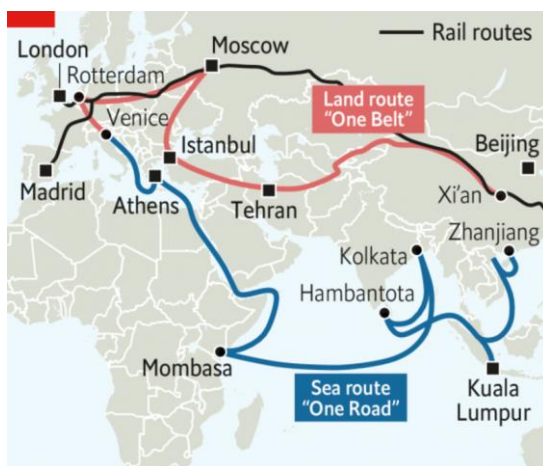 London
Rotterdam
Moscow
Rail routes
Land route
"One Belt"
Venice
Istanbul
Beijing
Madrid
Athens
Tehran
Xi'an
Zhanjiang
Kolkata
Hambantota
Mombasa
Sea route
"One Road"
Kuala
Lumpur